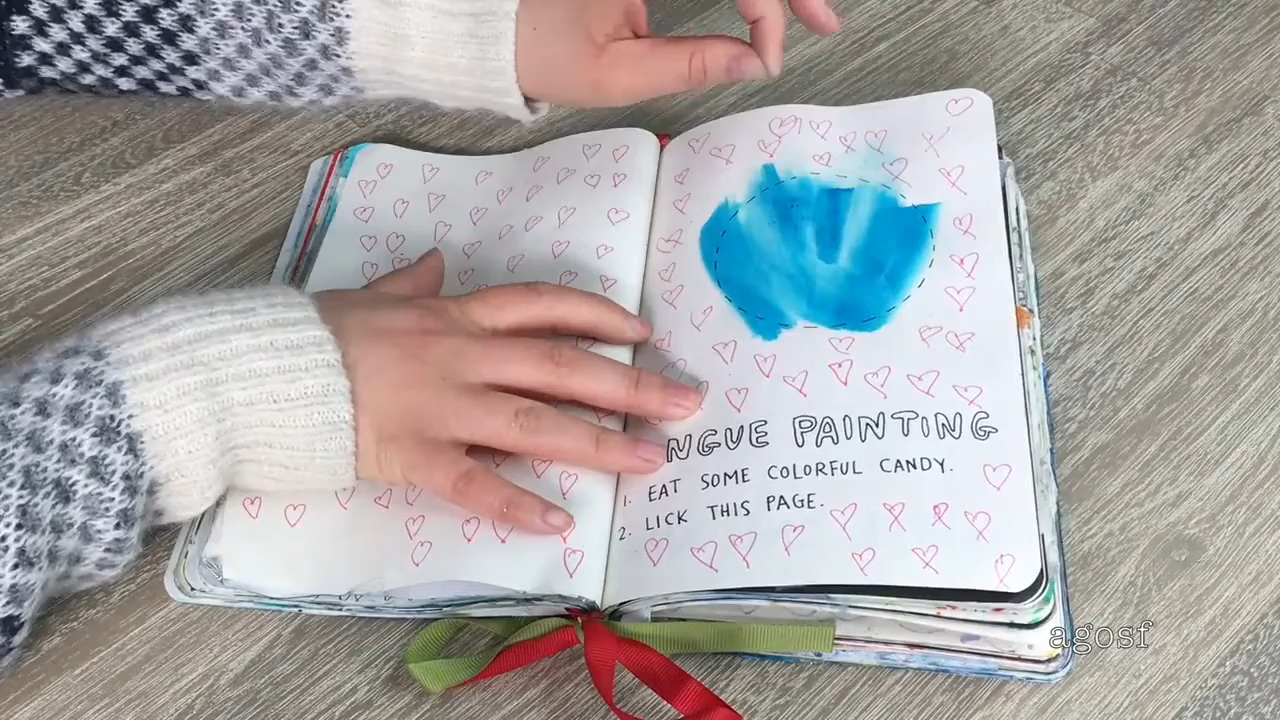 NGUE PAINTING
1. EAT SOME COLORFUL CANDY.
2. LICK THIS PAGE.
agosf